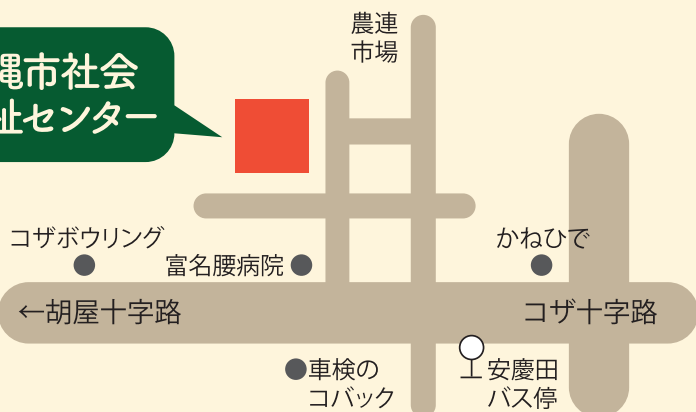 農連
市場
縄市社会
祉センター
コザボウリング
かねひで
富名腰病院
←胡屋十字路
コザ十字路
車検の
コバック
安慶田
バス停